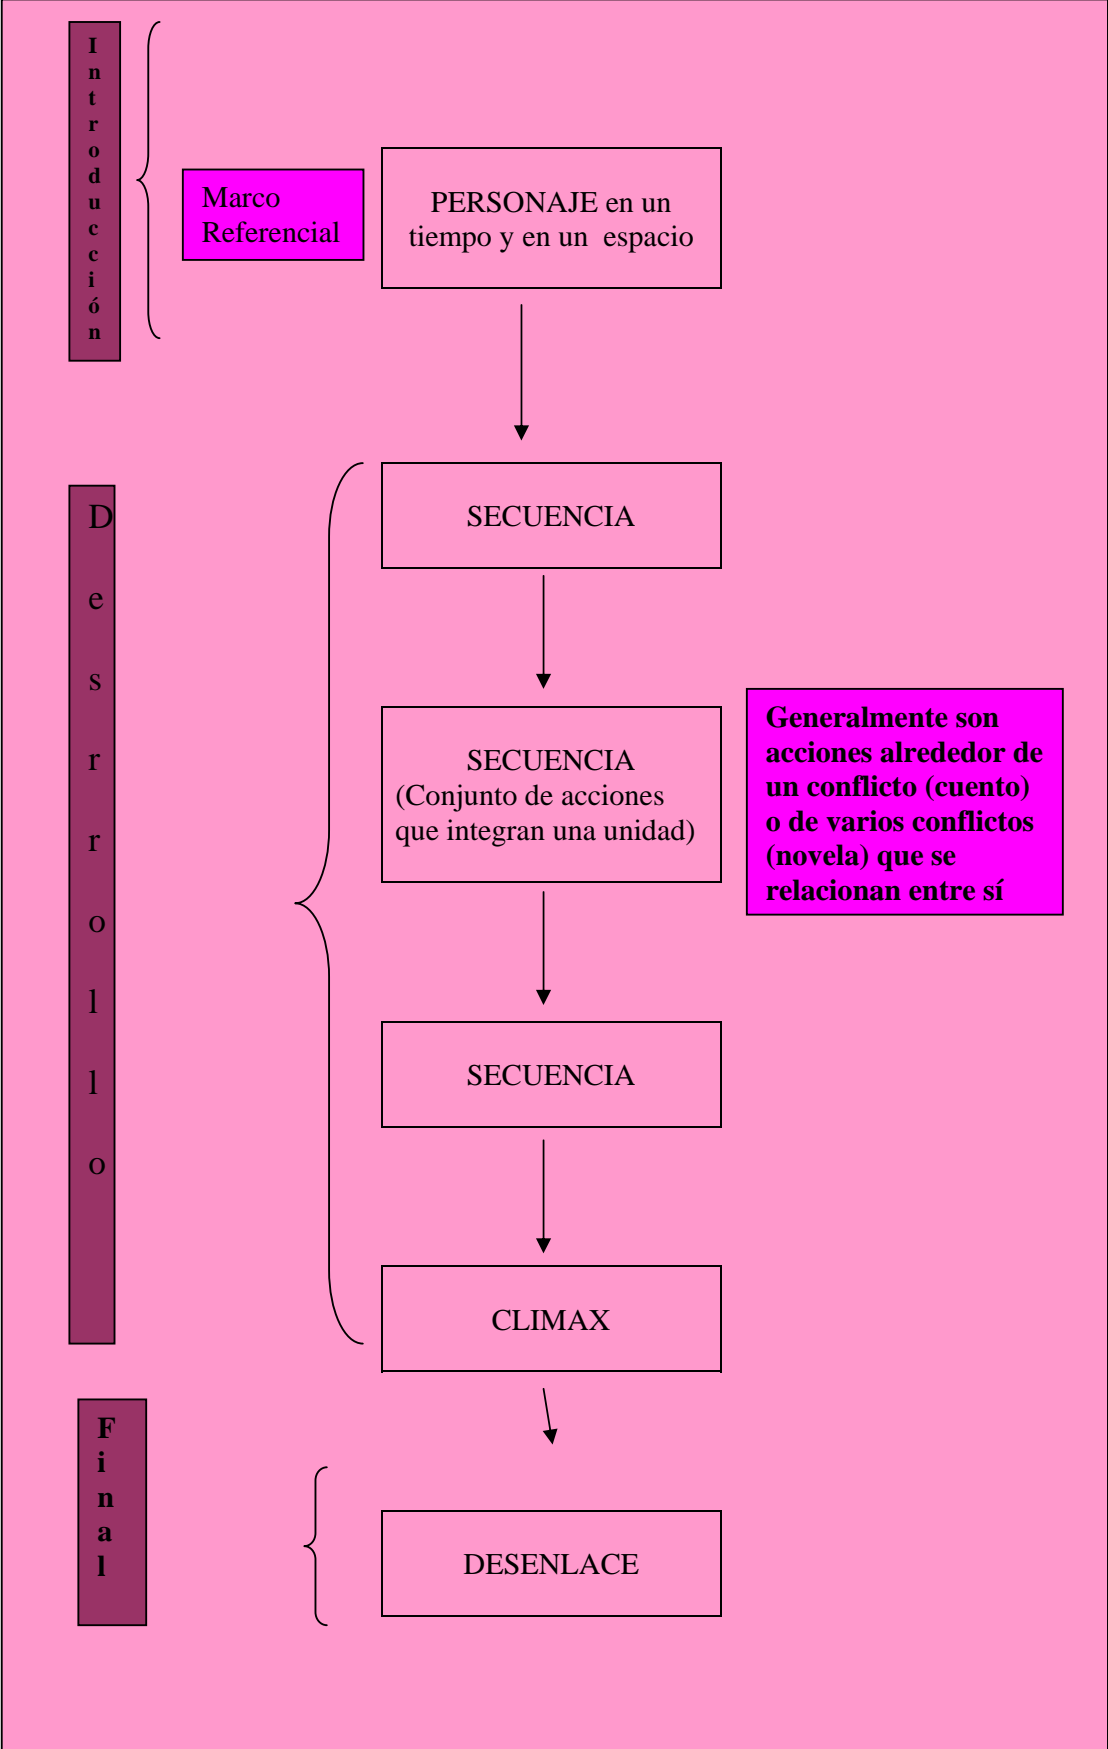 Introducción
Marco
Referencial
PERSONAJE en un
tiempo y en un espacio
Desrrollo
SECUENCIA
SECUENCIA
(Conjunto de acciones
que integran una unidad)
Generalmente son
acciones alrededor de
un conflicto (cuento)
o de varios conflictos
(novela) que se
relacionan entre sí
SECUENCIA
CLIMAX
Final
DESENLACE